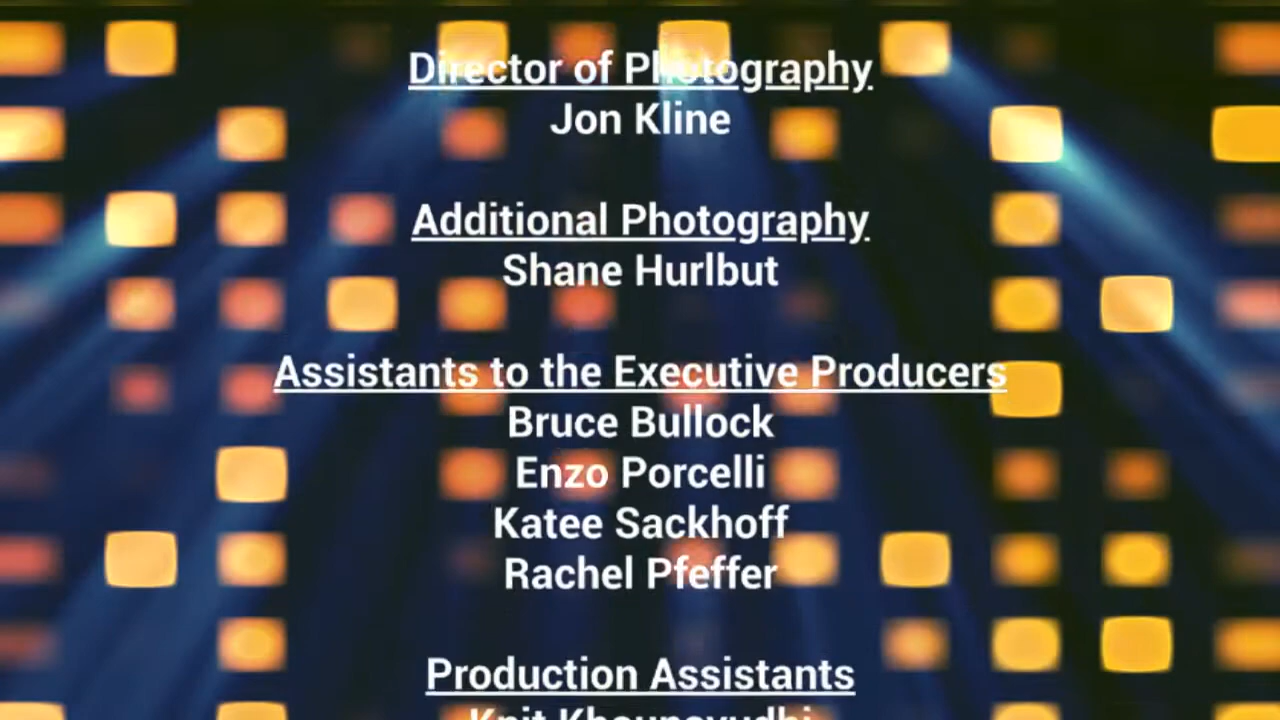 Director of Photography
Jon Kline
Additional Photography
Shane Hurlbut
Assistants to the Executive Producers
Bruce Bullock
Enzo Porcelli
Katee Sackhoff
Rachel Pfeffer
Production Assistants